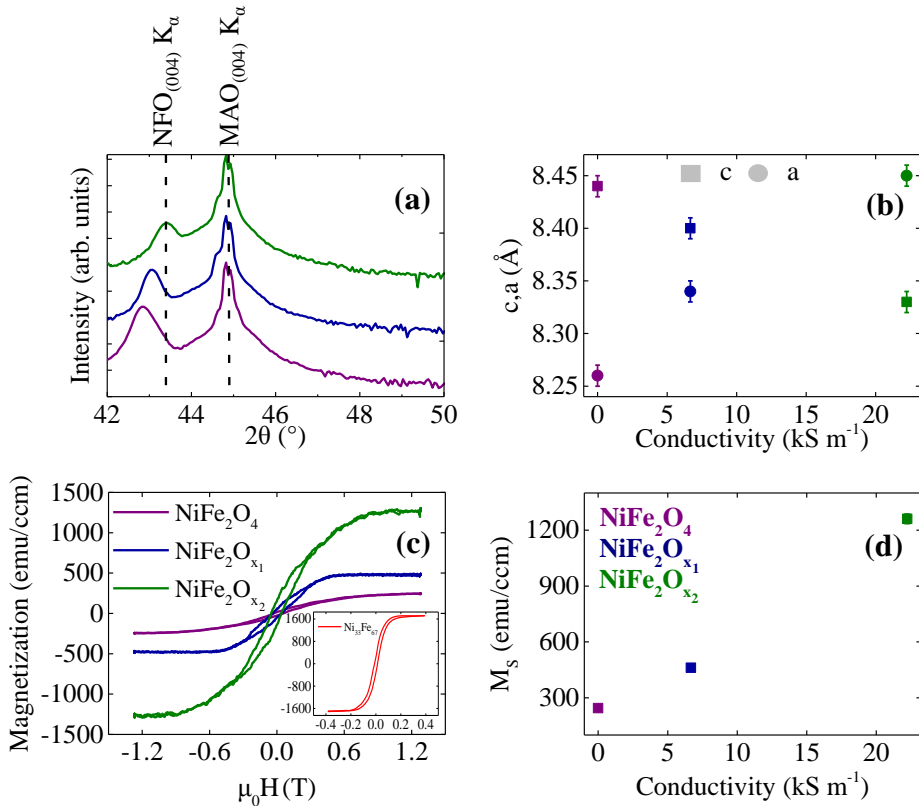 NFO(004) Kα
MAO(004) Kα
(a)
Intensity (arb. units)
42 44 46 48 50
2θ (°)
(b)
c a
8.45
8.40
8.35
8.30
8.25
c,a (Å)
0 5 10 15 20
Conductivity (kS m-1)
(c)
NiFe2O4
NiFe2Ox1
NiFe2Ox2
1500
1000
500
0
-500
-1000
-1500
Magnetization (emu/ccm)
-1.2 -0.6 0.0 0.6 1.2
μ0H (T)
Ni33Fe67
1600
800
0
-800
-1600
-0.4 -0.2 0.0 0.2 0.4
(d)
NiFe2O4
NiFe2Ox1
NiFe2Ox2
1200
900
600
300
MS (emu/ccm)
0 5 10 15 20
Conductivity (kS m-1)